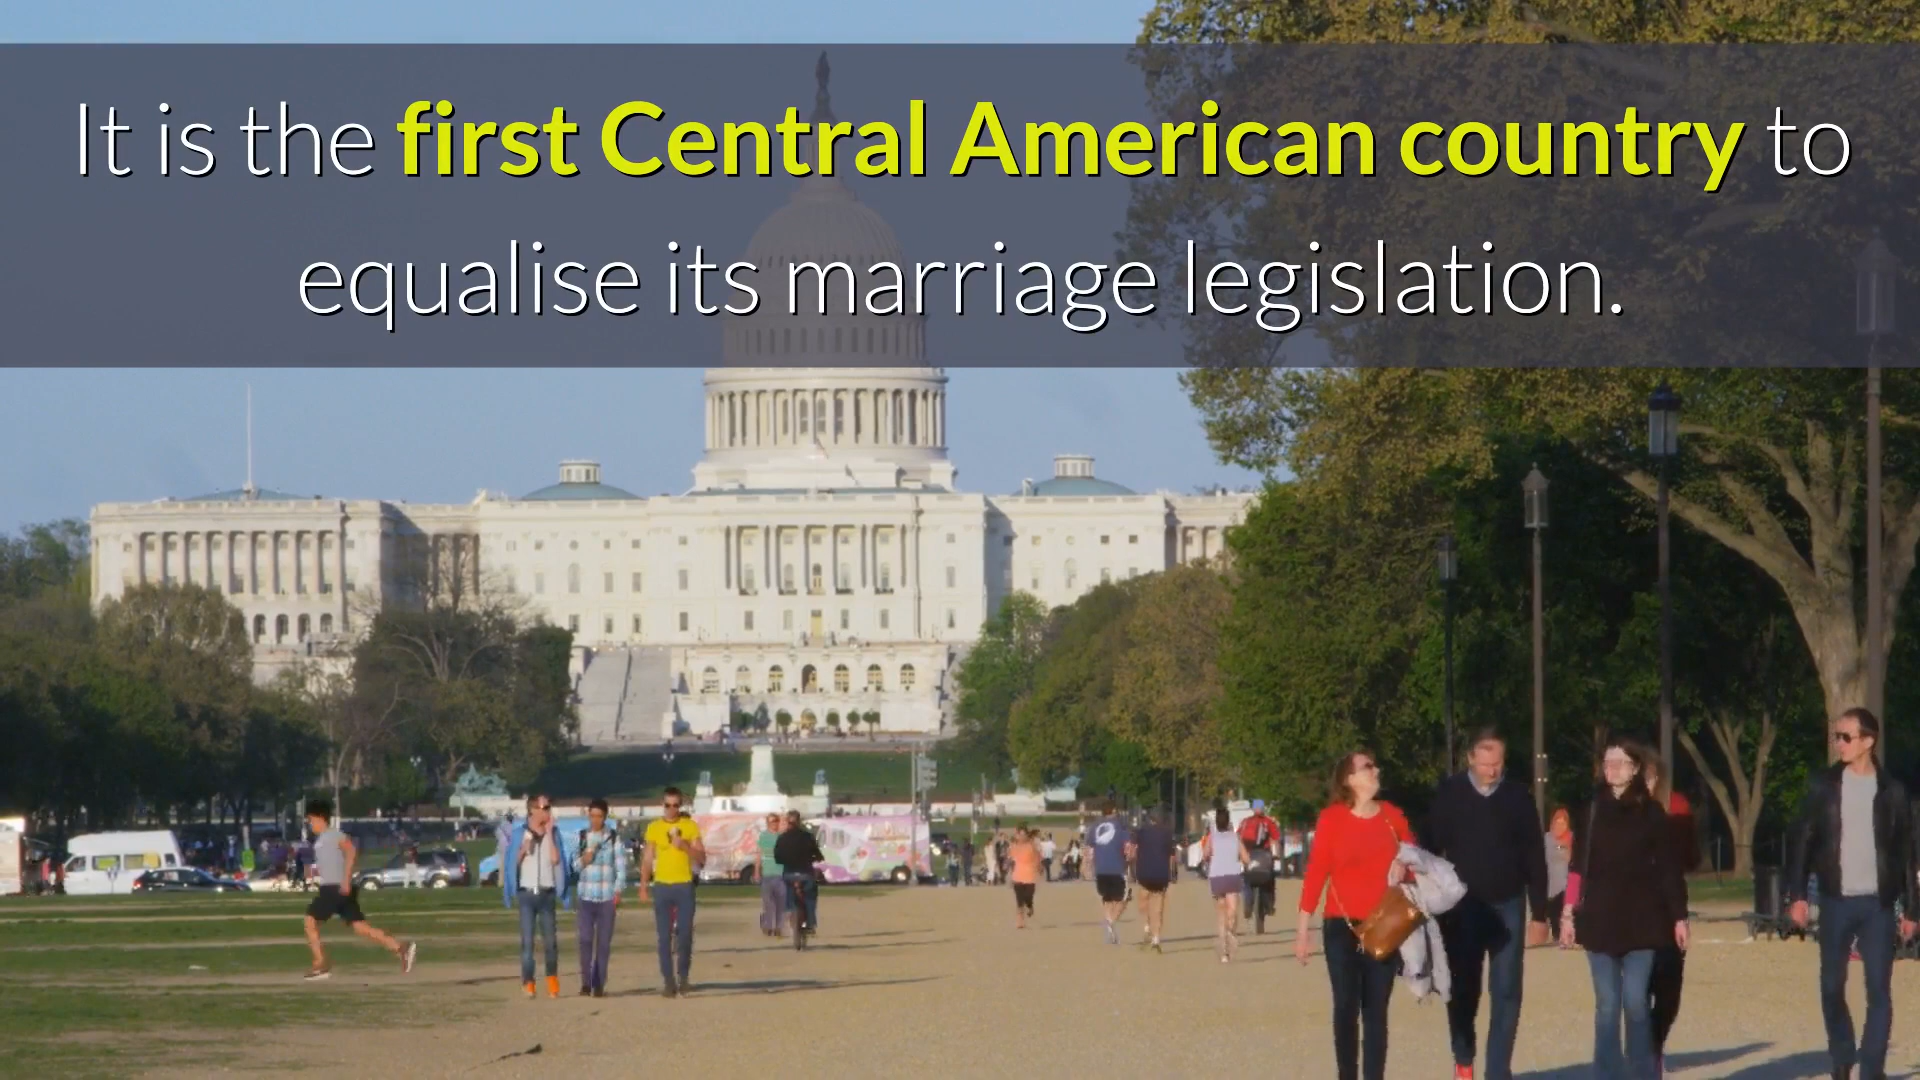 It is the first Central American country to
equalise its marriage legislation.